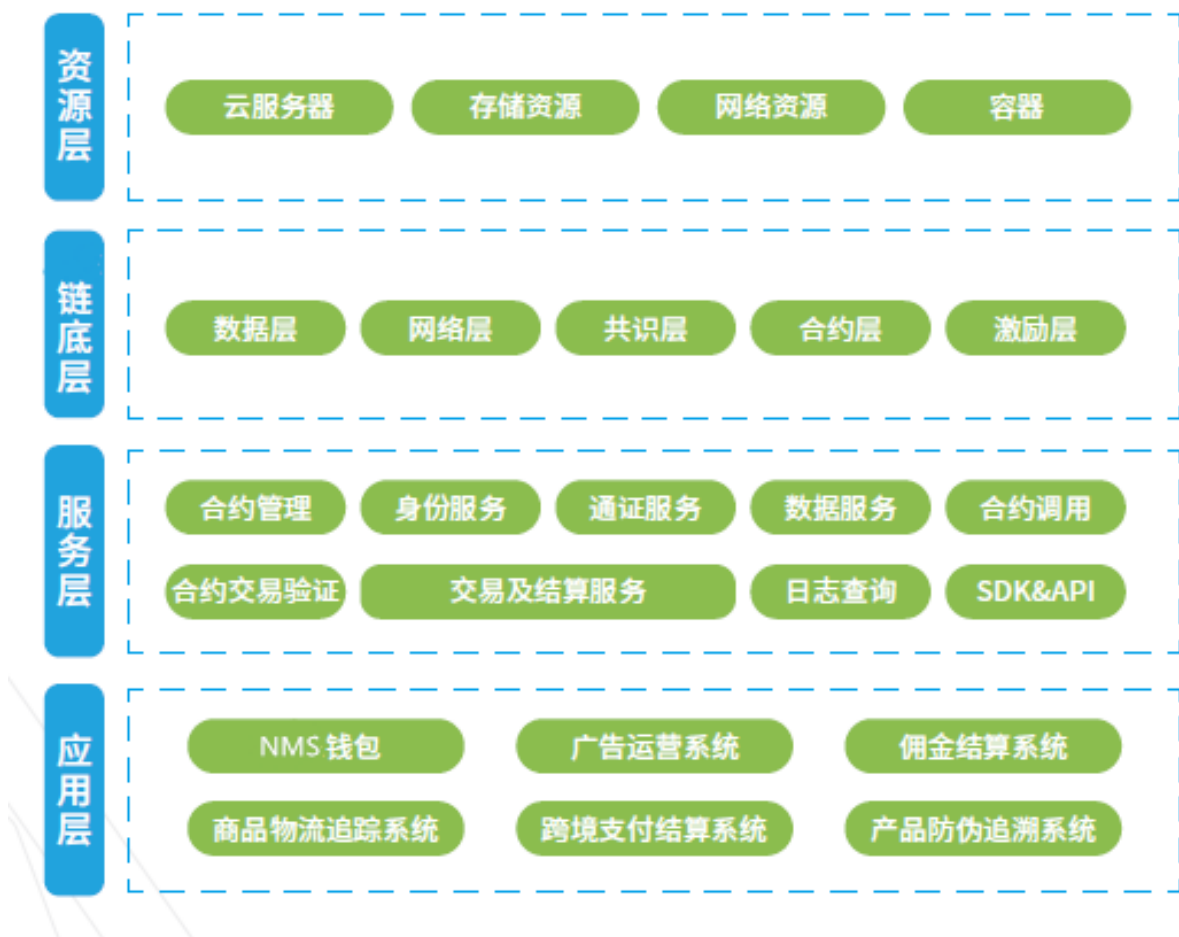 资源层
云服务器 存储资源 网络资源 容器
链底层
数据层 网络层 共识层 合约层 激励层
服务层
合约管理 身份服务 通证服务 数据服务 合约调用
合约交易验证 交易及结算服务 日志查询 SDK&API
应用层
NMS 钱包 广告运营系统 佣金结算系统
商品物流追踪系统 跨境支付结算系统 产品防伪追溯系统